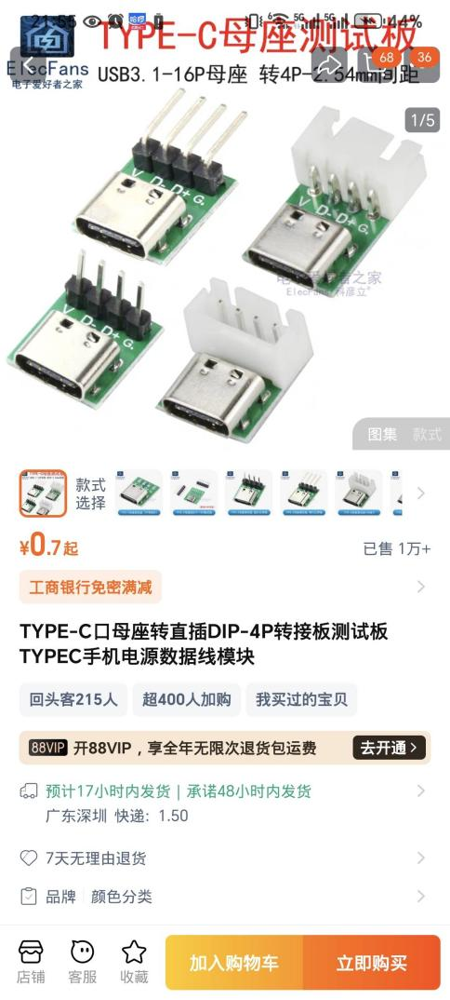 21:55
44%
TYPE-C母座测试板
ElecFans
电子爱好者之家
USB3.1-16P母座 转4P-2.54mm间距
68
36
1/5
V D- D+ G.
V D- D+ G.
V D- D+ G.
电子爱好者之家
ElecFans 科彦立®
图集 款式
款式
选择
¥0.7起
已售 1万+
工商银行免密满减
TYPE-C口母座转直插DIP-4P转接板测试板
TYPEC手机电源数据线模块
回头客215人
超400人加购
我买过的宝贝
88VIP 开88VIP，享全年无限次退货包运费
去开通
预计17小时内发货 | 承诺48小时内发货
广东深圳 快递: 1.50
7天无理由退货
品牌 颜色分类
店铺
客服
收藏
加入购物车
立即购买